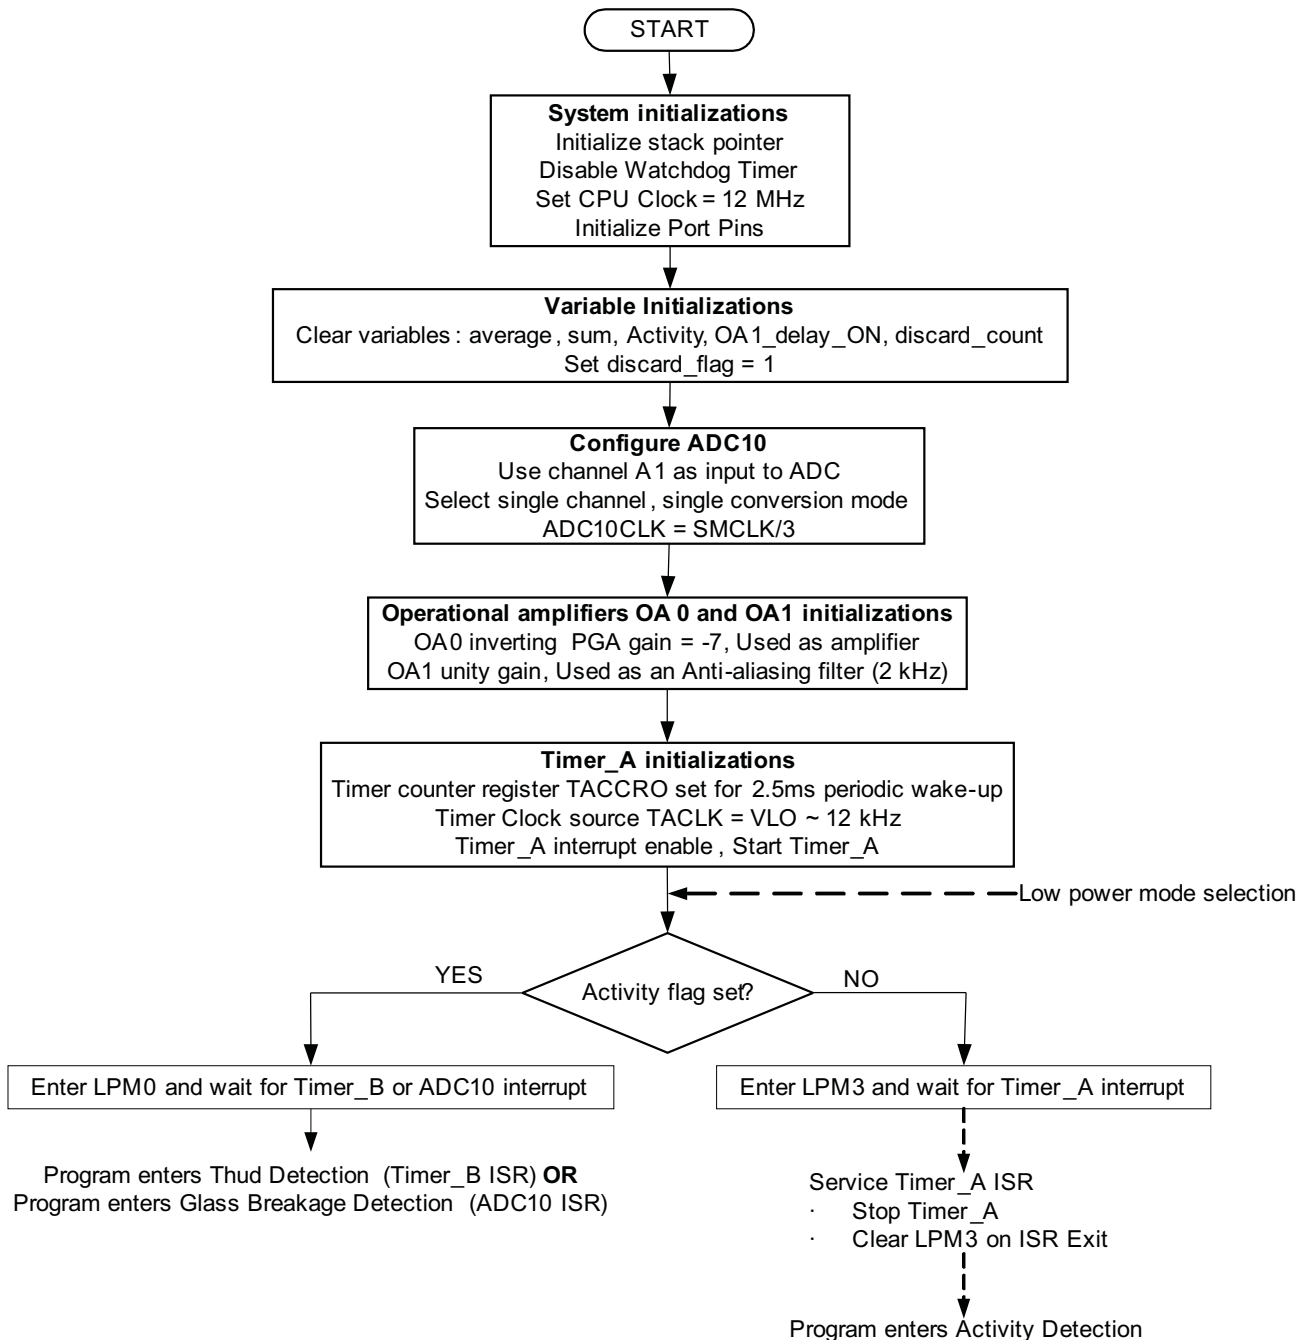 START
System initializations
Initialize stack pointer
Disable Watchdog Timer
Set CPU Clock = 12 MHz
Initialize Port Pins
Variable Initializations
Clear variables : average, sum, Activity, OA1_delay_ON, discard_count
Set discard_flag = 1
Configure ADC10
Use channel A1 as input to ADC
Select single channel, single conversion mode
ADC10CLK = SMCLK/3
Operational amplifiers OA0 and OA1 initializations
OA0 inverting PGA gain = -7, Used as amplifier
OA1 unity gain, Used as an Anti-aliasing filter (2 kHz)
Timer_A initializations
Timer counter register TACCRO set for 2.5ms periodic wake-up
Timer Clock source TACLK = VLO ~ 12 kHz
Timer_A interrupt enable, Start Timer_A
Low power mode selection
YES
Activity flag set?
NO
Enter LPM0 and wait for Timer_B or ADC10 interrupt
Enter LPM3 and wait for Timer_A interrupt
Program enters Thud Detection (Timer_B ISR) OR
Program enters Glass Breakage Detection (ADC10 ISR)
Service Timer_A ISR
· Stop Timer_A
· Clear LPM3 on ISR Exit
Program enters Activity Detection